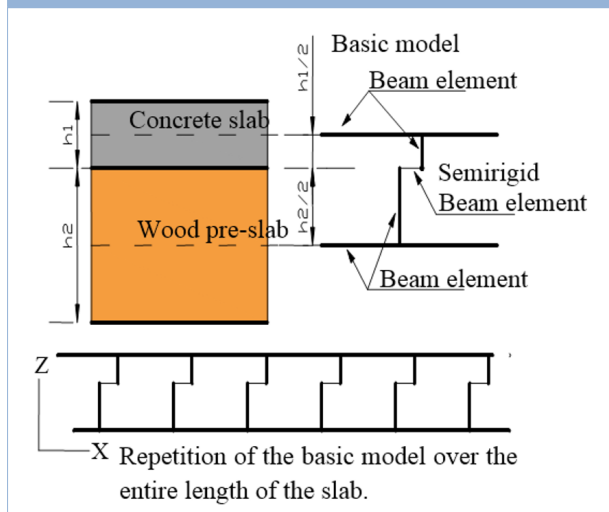 Basic model
h1/2
Beam element
Concrete slab
h1
Semirigid
Beam element
h2/2
Wood pre-slab
h2
Beam element
Z
X
Repetition of the basic model over the
entire length of the slab.